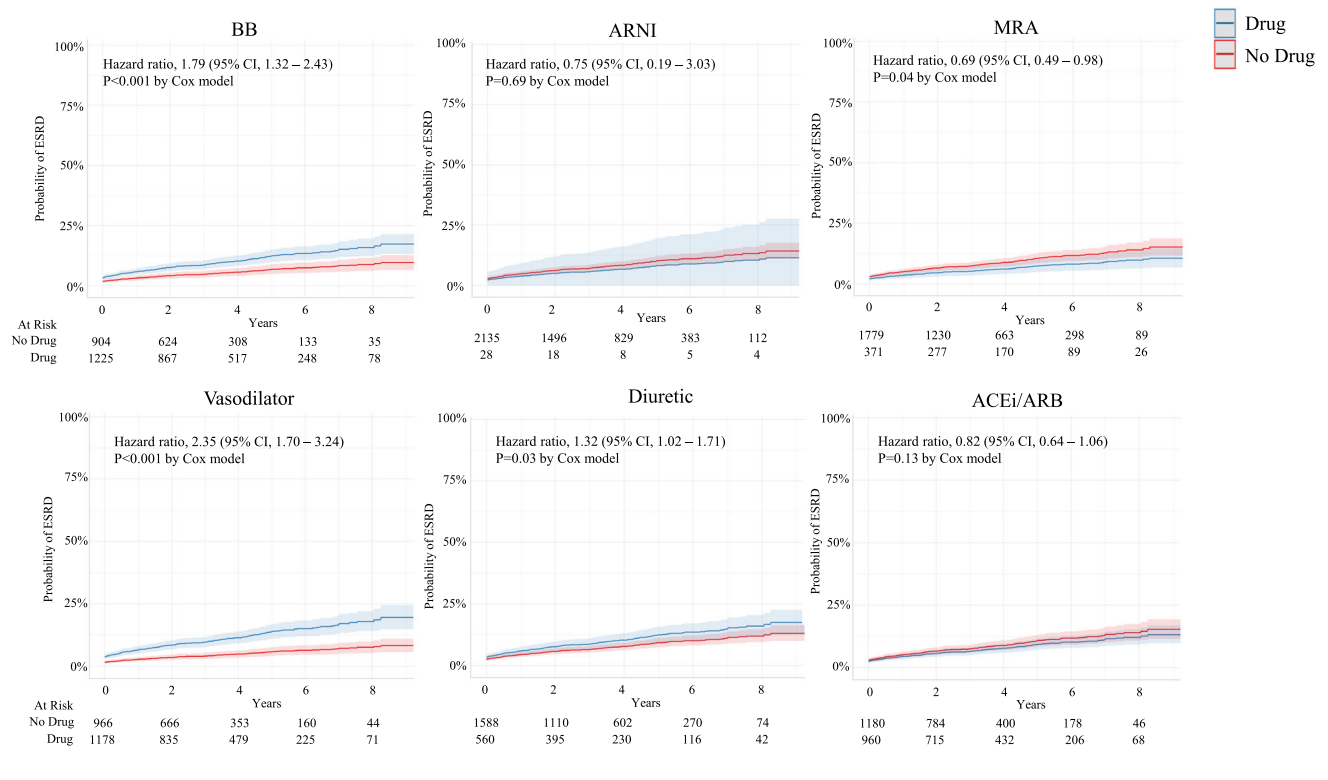 Drug
No Drug
BB
Hazard ratio, 1.79 (95% CI, 1.32 – 2.43)
P<0.001 by Cox model
100%
75%
50%
25%
0%
Probability of ESRD
0 2 4 6 8
Years
At Risk
No Drug 904 624 308 133 35
Drug 1225 867 517 248 78
ARNI
Hazard ratio, 0.75 (95% CI, 0.19 – 3.03)
P=0.69 by Cox model
100%
75%
50%
25%
0%
Probability of ESRD
0 2 4 6 8
Years
2135 1496 829 383 112
28 18 8 5 4
MRA
Hazard ratio, 0.69 (95% CI, 0.49 – 0.98)
P=0.04 by Cox model
100%
75%
50%
25%
0%
Probability of ESRD
0 2 4 6 8
Years
1779 1230 663 298 89
371 277 170 89 26
Vasodilator
Hazard ratio, 2.35 (95% CI, 1.70 – 3.24)
P<0.001 by Cox model
100%
75%
50%
25%
0%
Probability of ESRD
0 2 4 6 8
Years
At Risk
No Drug 966 666 353 160 44
Drug 1178 835 479 225 71
Diuretic
Hazard ratio, 1.32 (95% CI, 1.02 – 1.71)
P=0.03 by Cox model
100%
75%
50%
25%
0%
Probability of ESRD
0 2 4 6 8
Years
1588 1110 602 270 74
560 395 230 116 42
ACEi/ARB
Hazard ratio, 0.82 (95% CI, 0.64 – 1.06)
P=0.13 by Cox model
100%
75%
50%
25%
0%
Probability of ESRD
0 2 4 6 8
Years
1180 784 400 178 46
960 715 432 206 68